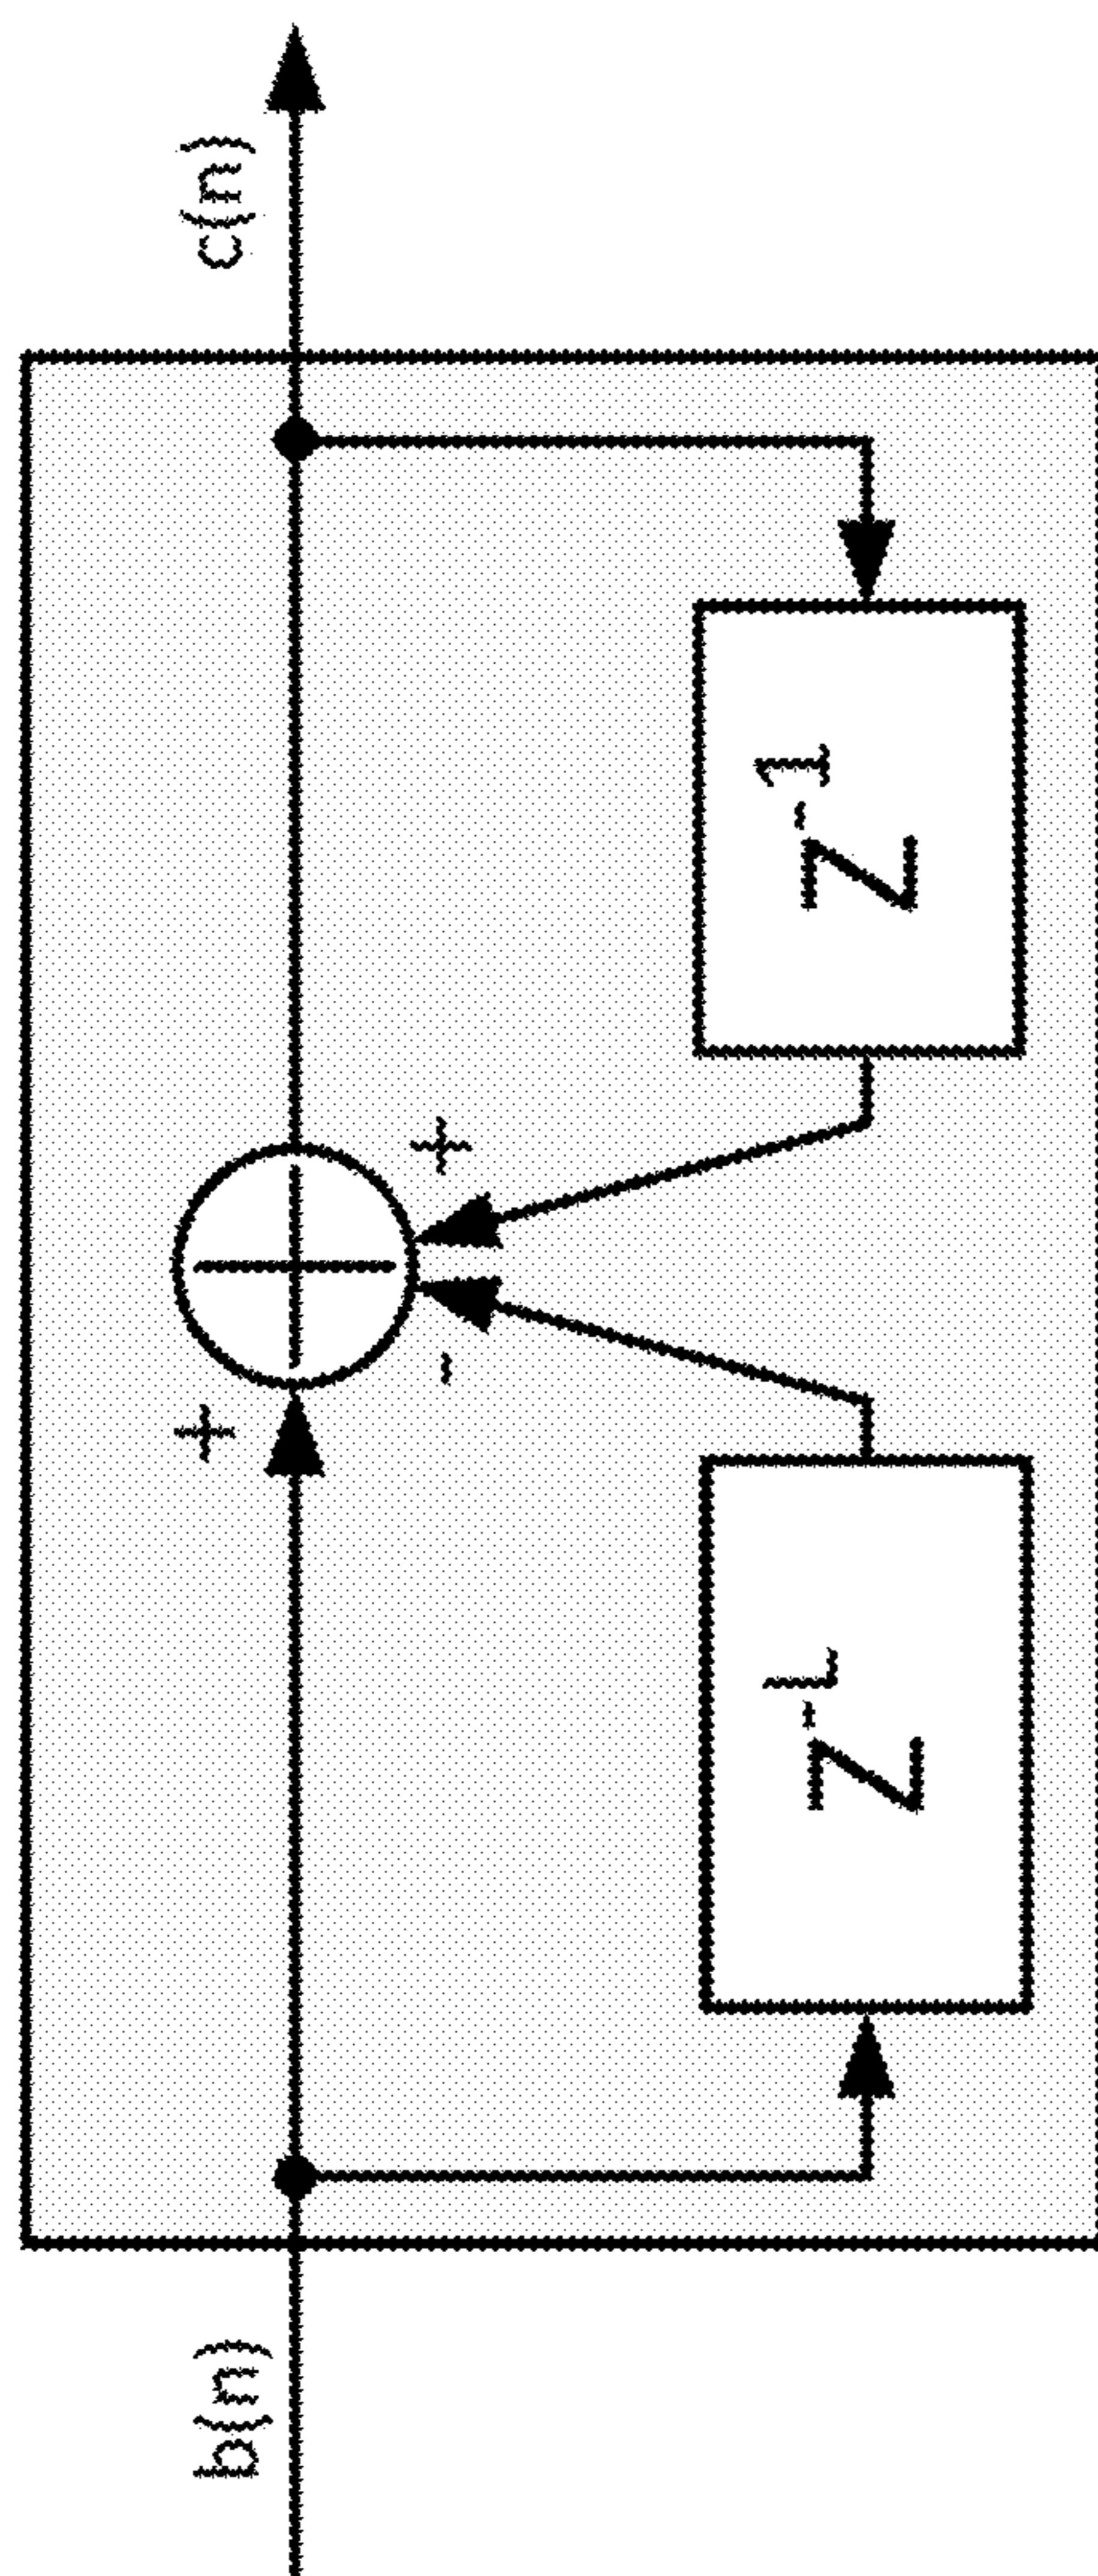 b(n)
+
-
+
c(n)
z⁻ᴸ
z⁻¹